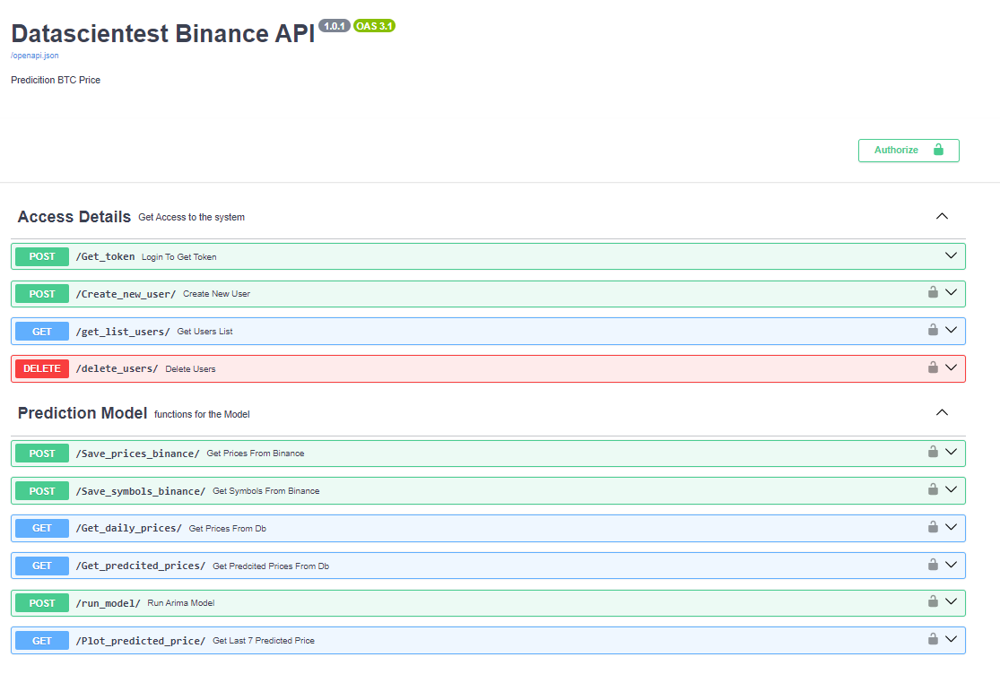 Datascientest Binance API 1.0.1 OAS 3.1
/openapi.json
Predicition BTC Price
Authorize
Access Details Get Access to the system
POST /Get_token Login To Get Token
POST /Create_new_user/ Create New User
GET /get_list_users/ Get Users List
DELETE /delete_users/ Delete Users
Prediction Model functions for the Model
POST /Save_prices_binance/ Get Prices From Binance
POST /Save_symbols_binance/ Get Symbols From Binance
GET /Get_daily_prices/ Get Prices From Db
GET /Get_predcited_prices/ Get Predcited Prices From Db
POST /run_model/ Run Arima Model
GET /Plot_predicted_price/ Get Last 7 Predicted Price